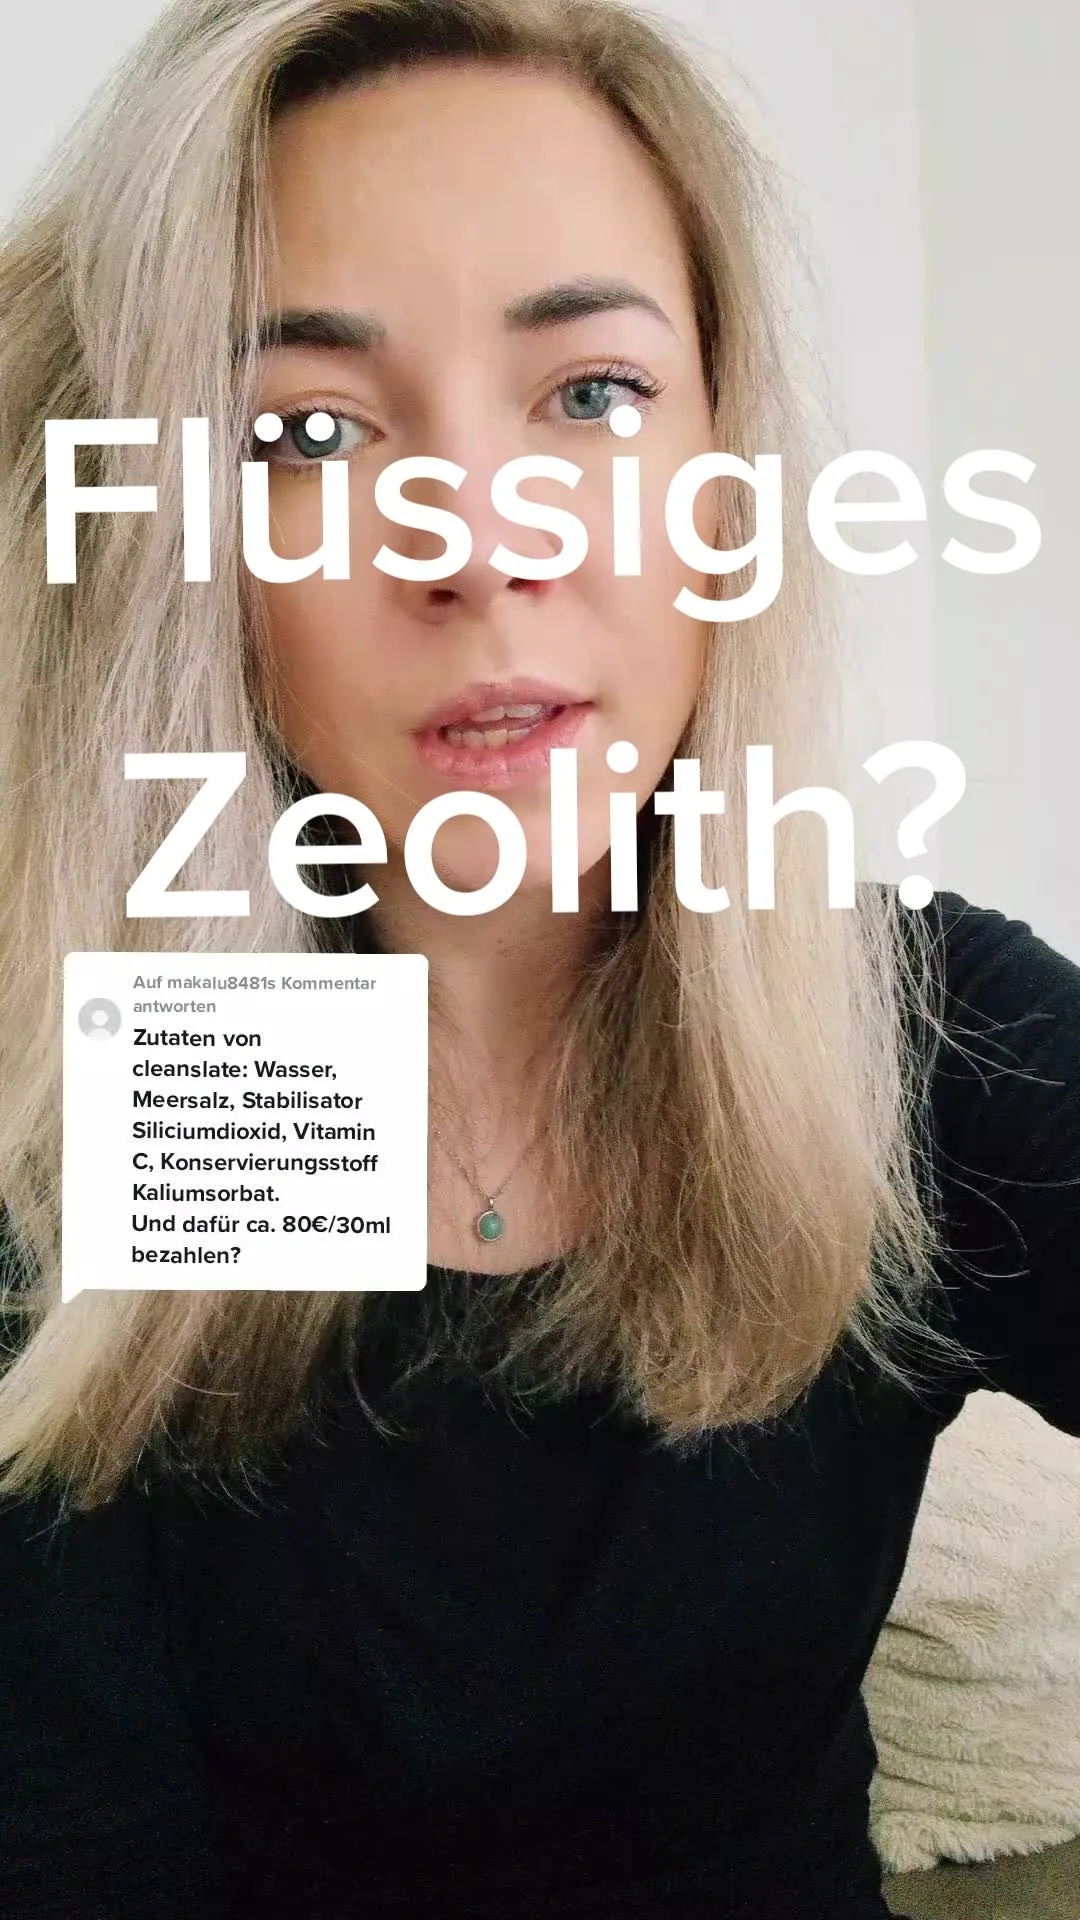 Flüssiges
Zeolith?
Auf makalu8481s Kommentar
antworten
Zutaten von
cleanslate: Wasser,
Meersalz, Stabilisator
Siliciumdioxid, Vitamin
C, Konservierungsstoff
Kaliumsorbat.
Und dafür ca. 80€/30ml
bezahlen?